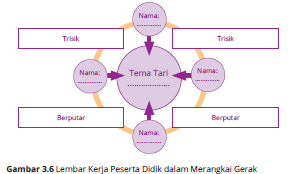 Nama:
..............
Trisik
Trisik
Nama:
..............
Tema Tari
........................
Nama:
..............
Berputar
Berputar
Nama:
..............
Gambar 3.6 Lembar Kerja Peserta Didik dalam Merangkai Gerak